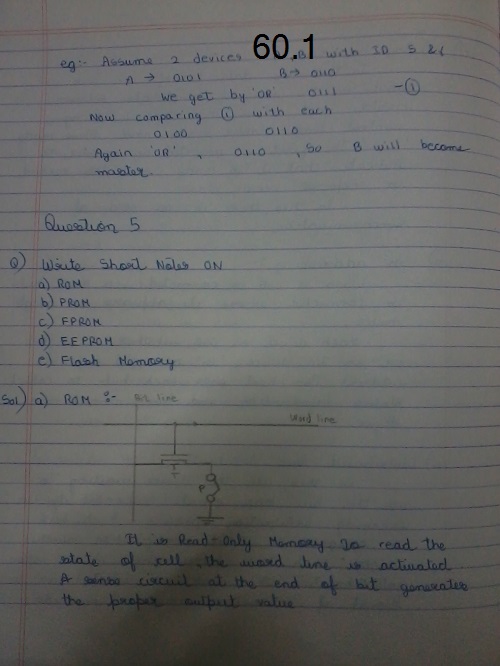 60.1
eg:- Assume 2 devices B with ID 5 & 6
A → 0101 B → 0110
We get by 'OR' 0111 -①
Now comparing ① with each
0100 0110
Again 'OR', 0110, So B will become
master.
Question 5
Q) Write Short Notes ON
a) ROM
b) PROM
c) EPROM
d) EEPROM
e) Flash Memory
Sol.) a) ROM :- Bit line
Word line
T
P
It is Read-Only Memory To read the
state of cell, the word line is activated
A sense circuit at the end of bit generates
the proper output value